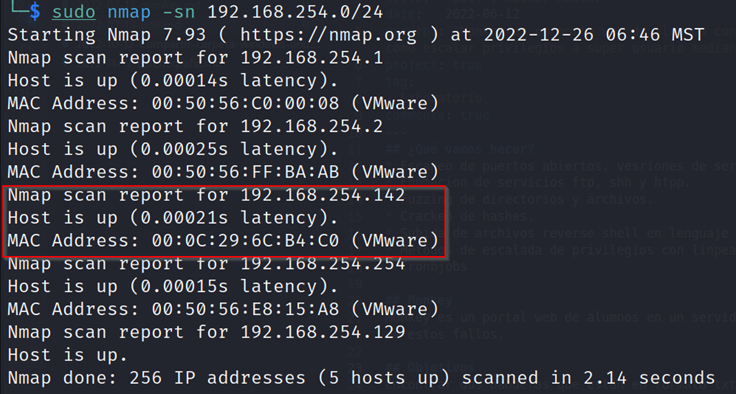 └─$ sudo nmap -sn 192.168.254.0/24
Starting Nmap 7.93 ( https://nmap.org ) at 2022-12-26 06:46 MST
Nmap scan report for 192.168.254.1
Host is up (0.00014s latency).
MAC Address: 00:50:56:C0:00:08 (VMware)
Nmap scan report for 192.168.254.2
Host is up (0.00025s latency).
MAC Address: 00:50:56:FF:BA:AB (VMware)
Nmap scan report for 192.168.254.142
Host is up (0.00021s latency).
MAC Address: 00:0C:29:6C:B4:C0 (VMware)
Nmap scan report for 192.168.254.254
Host is up (0.00015s latency).
MAC Address: 00:50:56:E8:15:A8 (VMware)
Nmap scan report for 192.168.254.129
Host is up.
Nmap done: 256 IP addresses (5 hosts up) scanned in 2.14 seconds